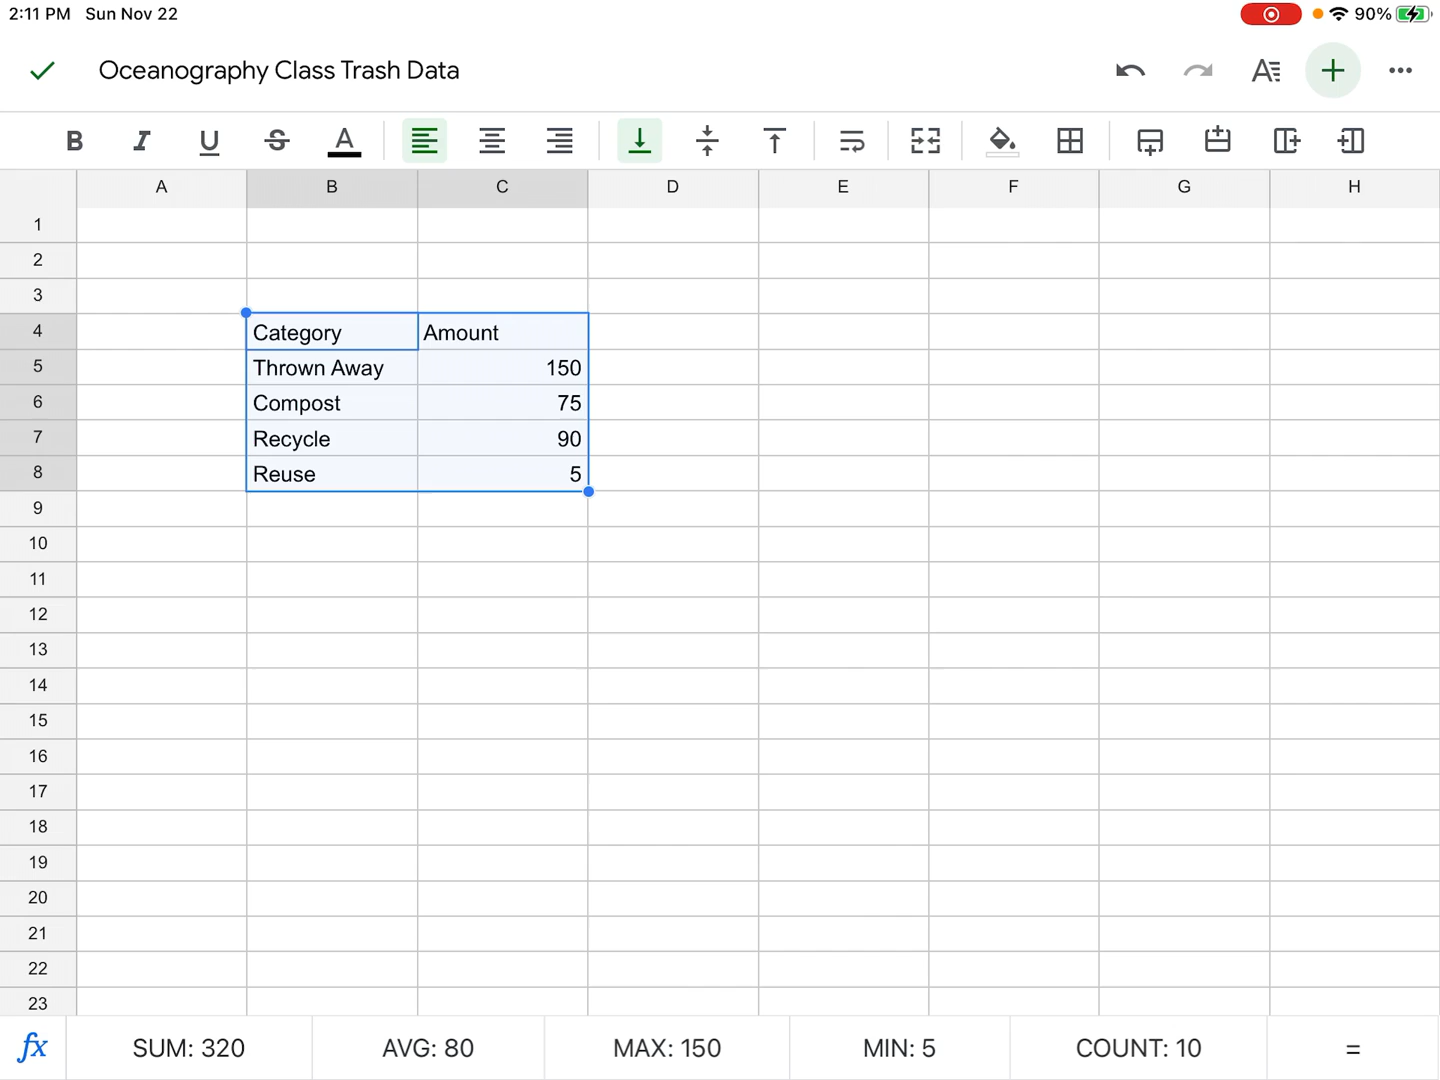 2:11 PM Sun Nov 22 90%
Oceanography Class Trash Data A
B I U S A
A B C D E F G H
1
2
3
4 Category Amount
5 Thrown Away 150
6 Compost 75
7 Recycle 90
8 Reuse 5
9
10
11
12
13
14
15
16
17
18
19
20
21
22
23
fx SUM: 320 AVG: 80 MAX: 150 MIN: 5 COUNT: 10 =